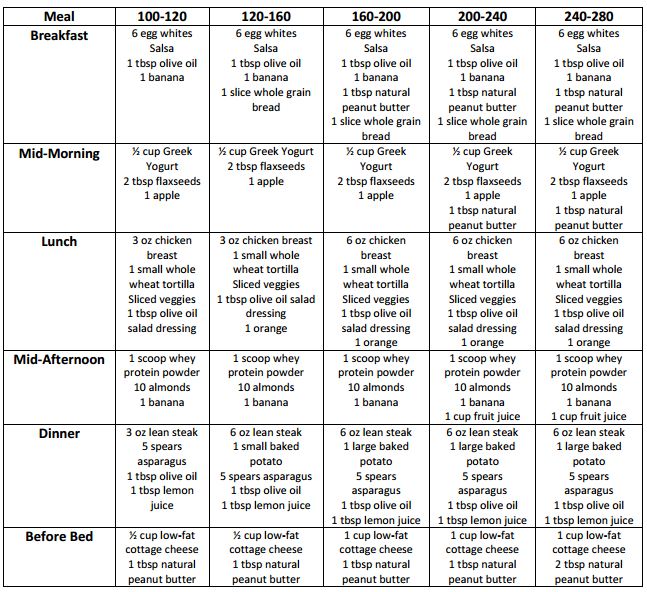 Meal 100-120 120-160 160-200 200-240 240-280
Breakfast
6 egg whites
Salsa
1 tbsp olive oil
1 banana
6 egg whites
Salsa
1 tbsp olive oil
1 banana
1 slice whole grain
bread
6 egg whites
Salsa
1 tbsp olive oil
1 banana
1 tbsp natural
peanut butter
1 slice whole grain
bread
6 egg whites
Salsa
1 tbsp olive oil
1 banana
1 tbsp natural
peanut butter
1 slice whole grain
bread
6 egg whites
Salsa
1 tbsp olive oil
1 banana
1 tbsp natural
peanut butter
1 slice whole grain
bread
Mid-Morning
½ cup Greek
Yogurt
2 tbsp flaxseeds
1 apple
½ cup Greek Yogurt
2 tbsp flaxseeds
1 apple
½ cup Greek
Yogurt
2 tbsp flaxseeds
1 apple
½ cup Greek
Yogurt
2 tbsp flaxseeds
1 apple
1 tbsp natural
peanut butter
½ cup Greek
Yogurt
2 tbsp flaxseeds
1 apple
1 tbsp natural
peanut butter
Lunch
3 oz chicken
breast
1 small whole
wheat tortilla
Sliced veggies
1 tbsp olive oil
salad dressing
3 oz chicken breast
1 small whole
wheat tortilla
Sliced veggies
1 tbsp olive oil salad
dressing
1 orange
6 oz chicken
breast
1 small whole
wheat tortilla
Sliced veggies
1 tbsp olive oil
salad dressing
1 orange
6 oz chicken
breast
1 small whole
wheat tortilla
Sliced veggies
1 tbsp olive oil
salad dressing
1 orange
6 oz chicken
breast
1 small whole
wheat tortilla
Sliced veggies
1 tbsp olive oil
salad dressing
1 orange
Mid-Afternoon
1 scoop whey
protein powder
10 almonds
1 banana
1 scoop whey
protein powder
10 almonds
1 banana
1 scoop whey
protein powder
10 almonds
1 banana
1 scoop whey
protein powder
10 almonds
1 banana
1 cup fruit juice
1 scoop whey
protein powder
10 almonds
1 banana
1 cup fruit juice
Dinner
3 oz lean steak
5 spears
asparagus
1 tbsp olive oil
1 tbsp lemon
juice
6 oz lean steak
1 small baked
potato
5 spears asparagus
1 tbsp olive oil
1 tbsp lemon juice
6 oz lean steak
1 large baked
potato
5 spears
asparagus
1 tbsp olive oil
1 tbsp lemon juice
6 oz lean steak
1 large baked
potato
5 spears
asparagus
1 tbsp olive oil
1 tbsp lemon juice
6 oz lean steak
1 large baked
potato
5 spears
asparagus
1 tbsp olive oil
1 tbsp lemon juice
Before Bed
½ cup low-fat
cottage cheese
1 tbsp natural
peanut butter
½ cup low-fat
cottage cheese
1 tbsp natural
peanut butter
1 cup low-fat
cottage cheese
1 tbsp natural
peanut butter
1 cup low-fat
cottage cheese
1 tbsp natural
peanut butter
1 cup low-fat
cottage cheese
2 tbsp natural
peanut butter